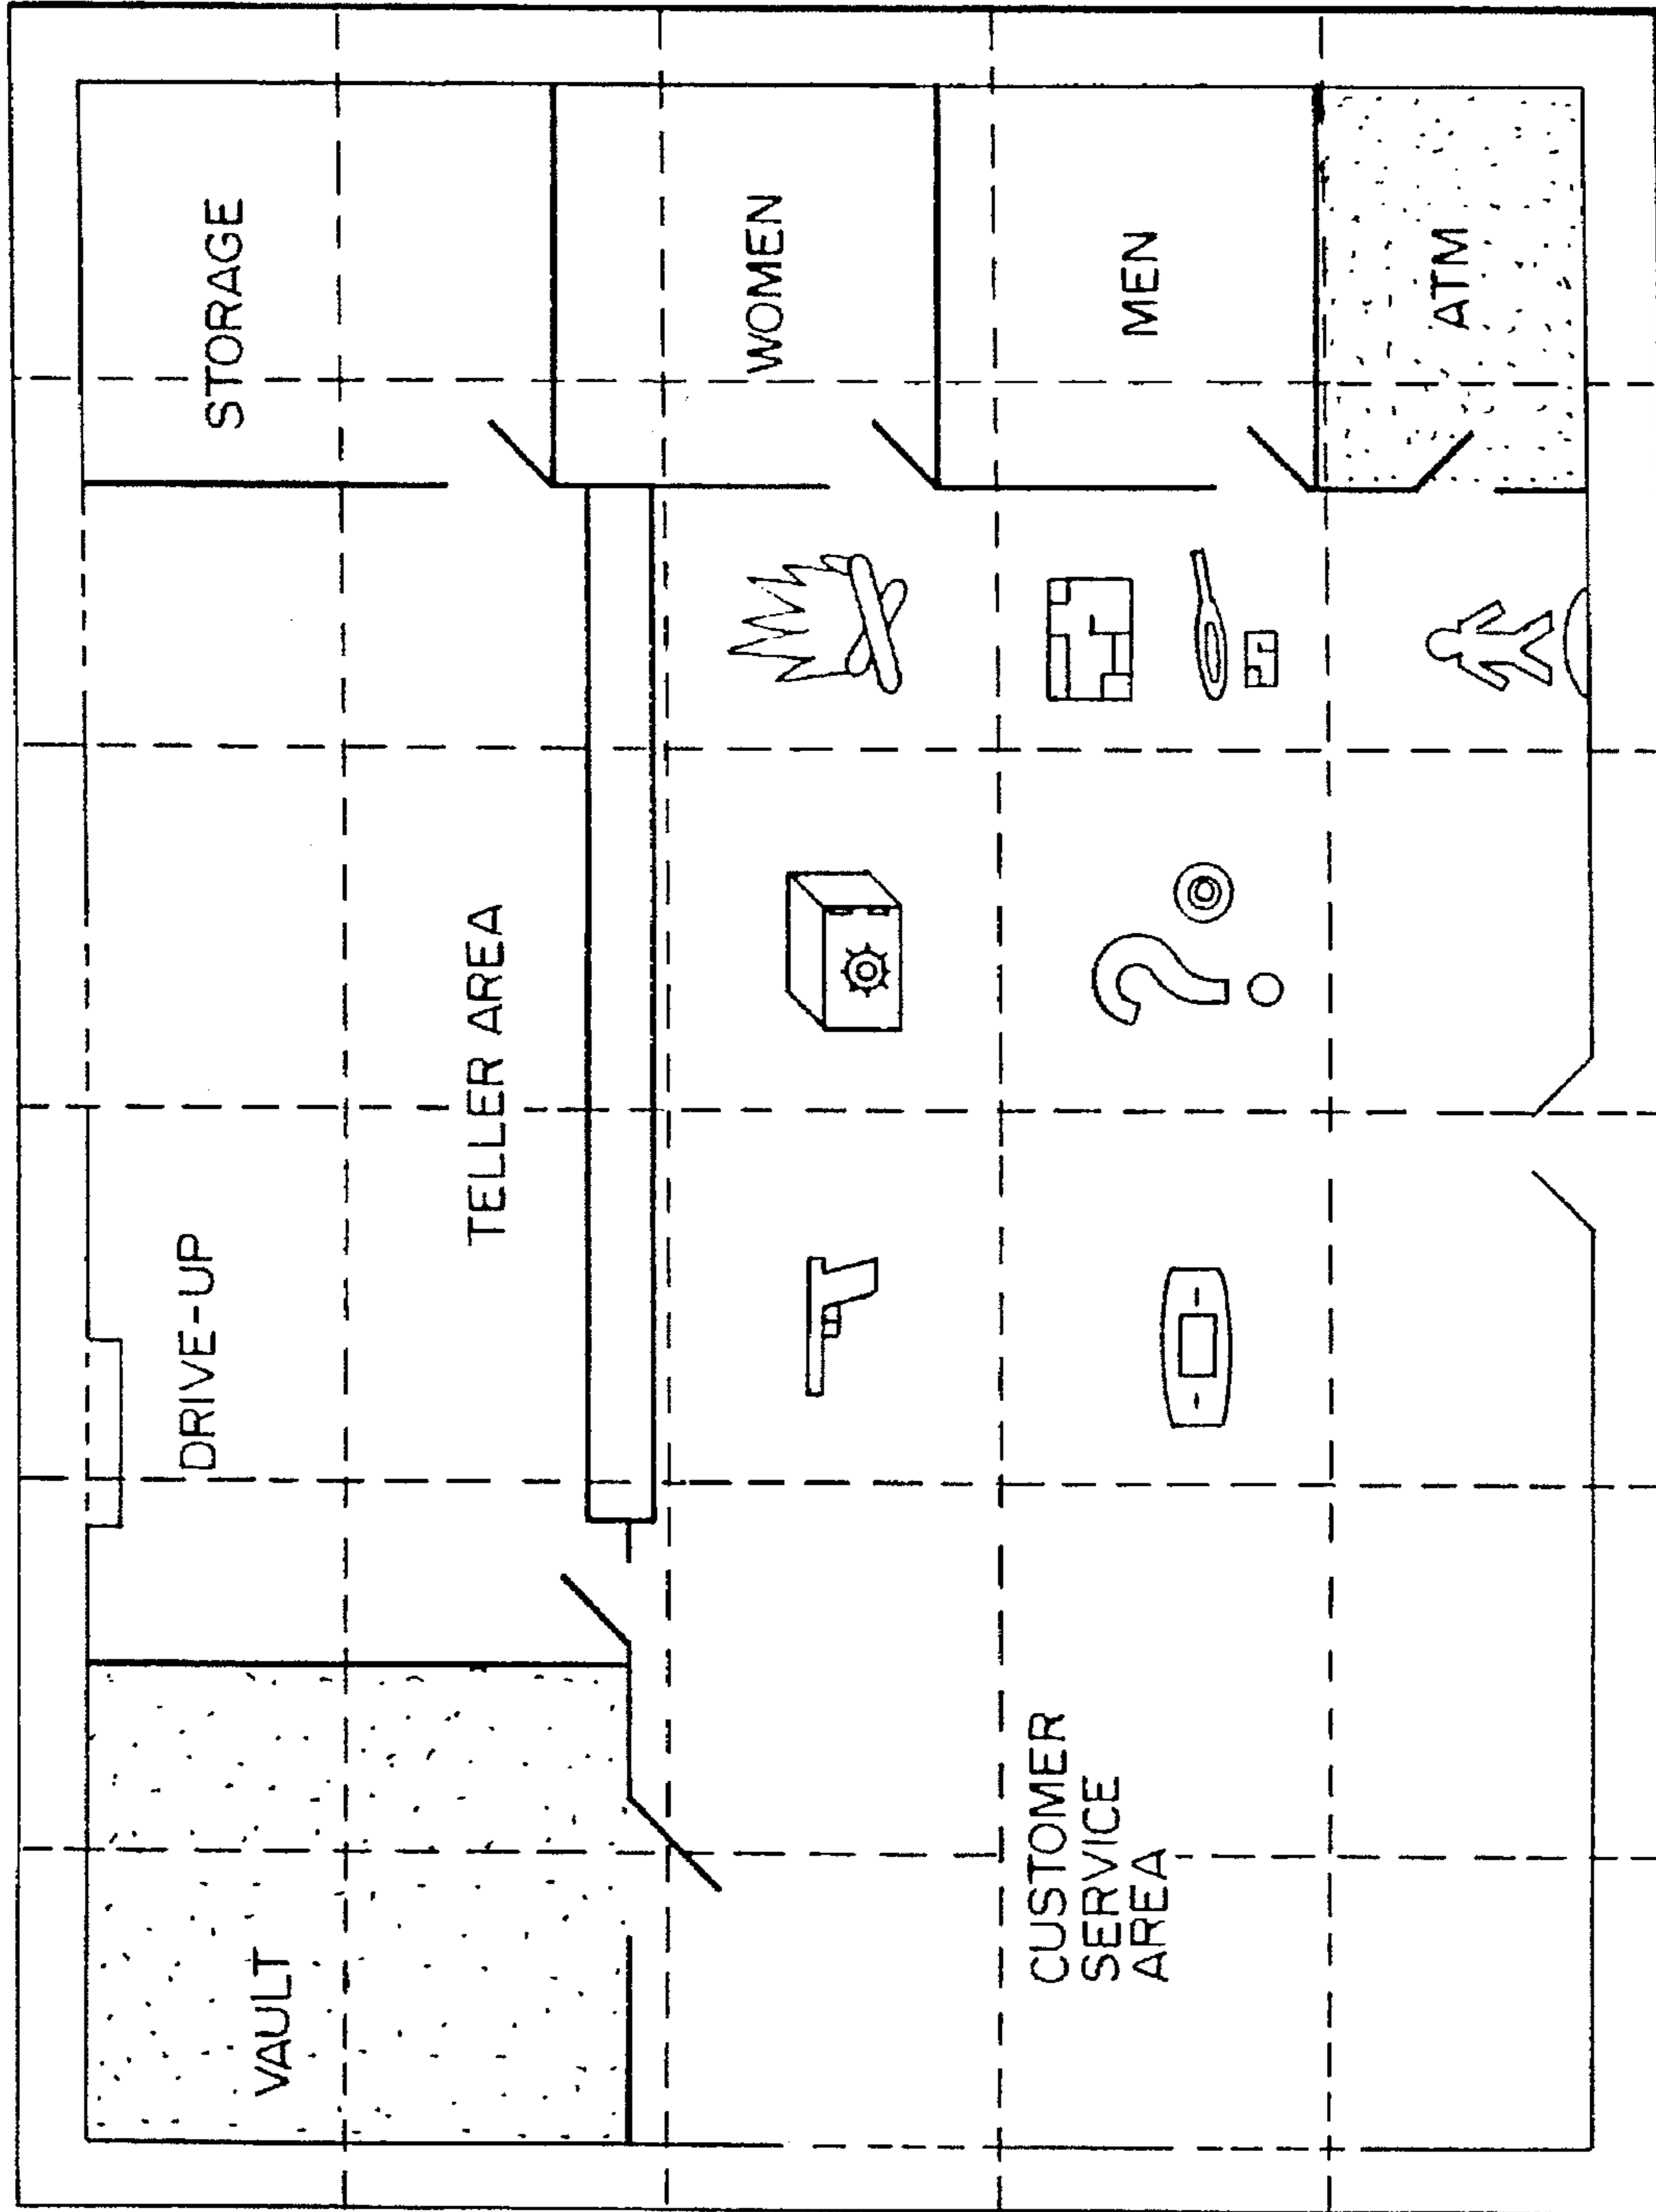 VAULT
DRIVE-UP
TELLER AREA
STORAGE
WOMEN
MEN
ATM
CUSTOMER
SERVICE
AREA